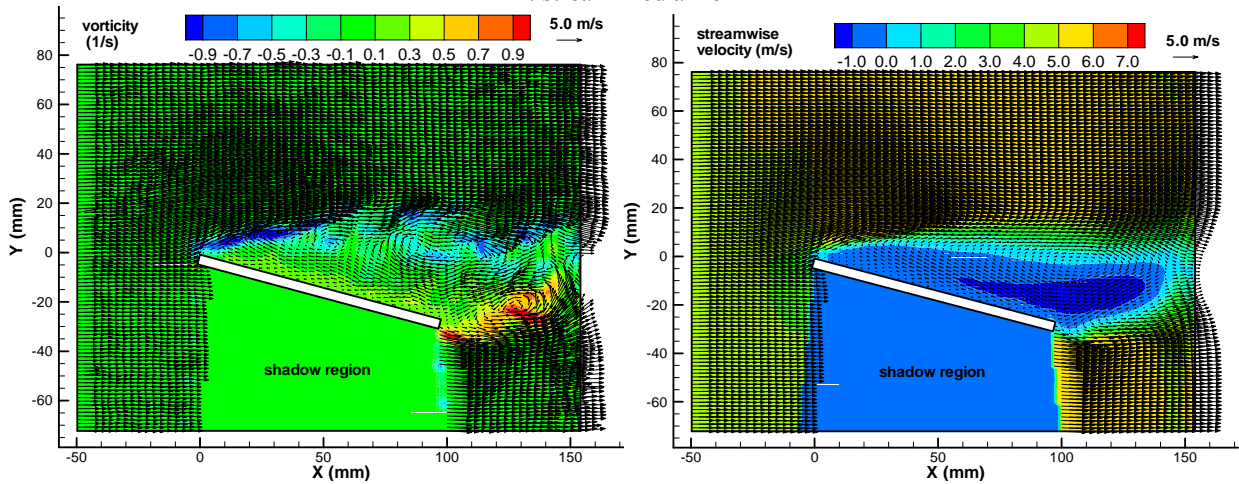 vorticity
(1/s)
-0.9 -0.7 -0.5 -0.3 -0.1 0.1 0.3 0.5 0.7 0.9
5.0 m/s
80
60
40
20
0
-20
-40
-60
Y (mm)
shadow region
-50 0 50 100 150
X (mm)
streamwise
velocity (m/s)
-1.0 0.0 1.0 2.0 3.0 4.0 5.0 6.0 7.0
5.0 m/s
80
60
40
20
0
-20
-40
-60
Y (mm)
shadow region
-50 0 50 100 150
X (mm)